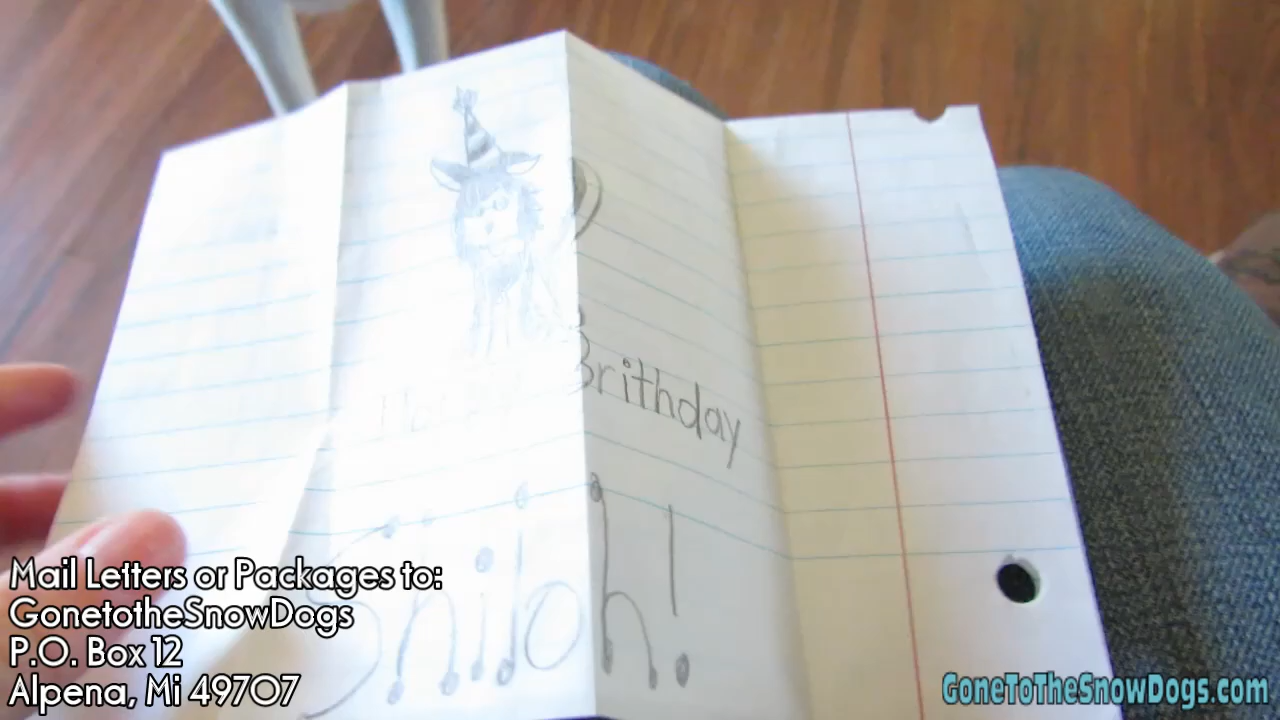 Brithday
Shiloh!
Mail Letters or Packages to:
GonetotheSnowDogs
P.O. Box 12
Alpena, Mi 49707
GoneToTheSnowDogs.com